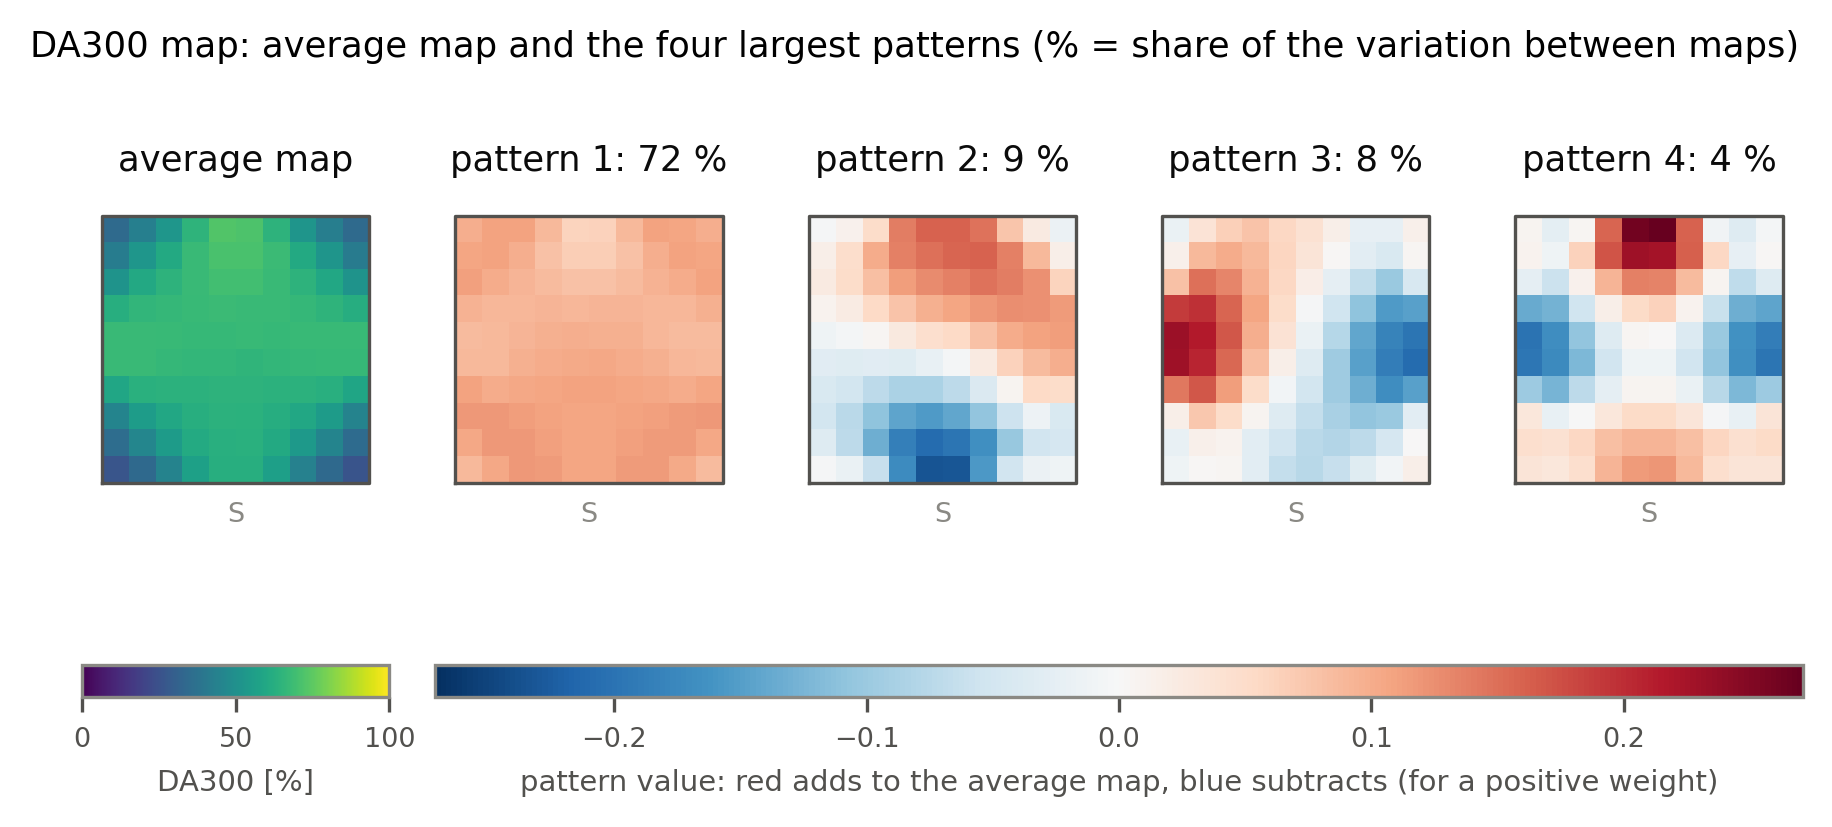 DA300 map: average map and the four largest patterns (% = share of the variation between maps)
average map
pattern 1: 72 %
pattern 2: 9 %
pattern 3: 8 %
pattern 4: 4 %
S
S
S
S
S
0
50
100
DA300 [%]
−0.2
−0.1
0.0
0.1
0.2
pattern value: red adds to the average map, blue subtracts (for a positive weight)